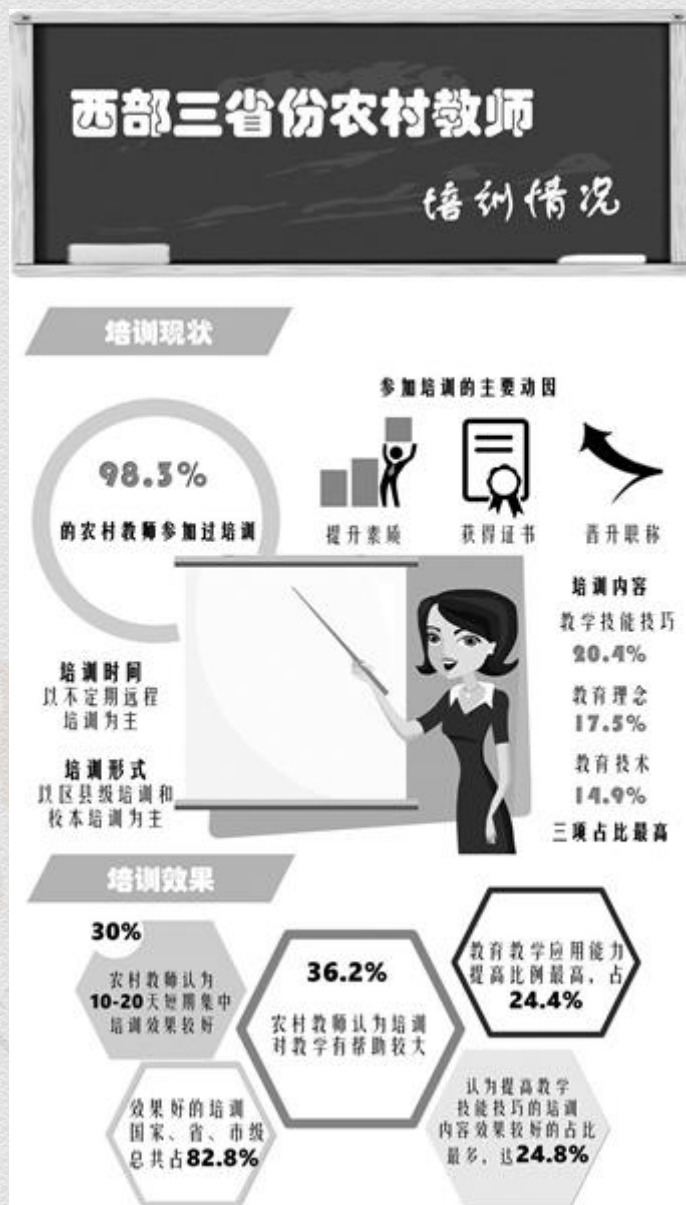 西部三省份农村教师
培训情况
培训现状
98.3%
的农村教师参加过培训
参加培训的主要动因
提升素质
获得证书
晋升职称
培训时间
以不定期远程
培训为主
培训形式
以区县级培训和
校本培训为主
培训内容
教学技能技巧
20.4%
教育理念
17.5%
教育技术
14.9%
三项占比最高
培训效果
30%
农村教师认为
10-20天短期集中
培训效果较好
36.2%
农村教师认为培训
对教学有帮助较大
教育教学应用能力
提高比例最高，占
24.4%
效果好的培训
国家、省、市级
总共占82.8%
认为提高教学
技能技巧的培训
内容效果较好的占比
最多，达24.8%